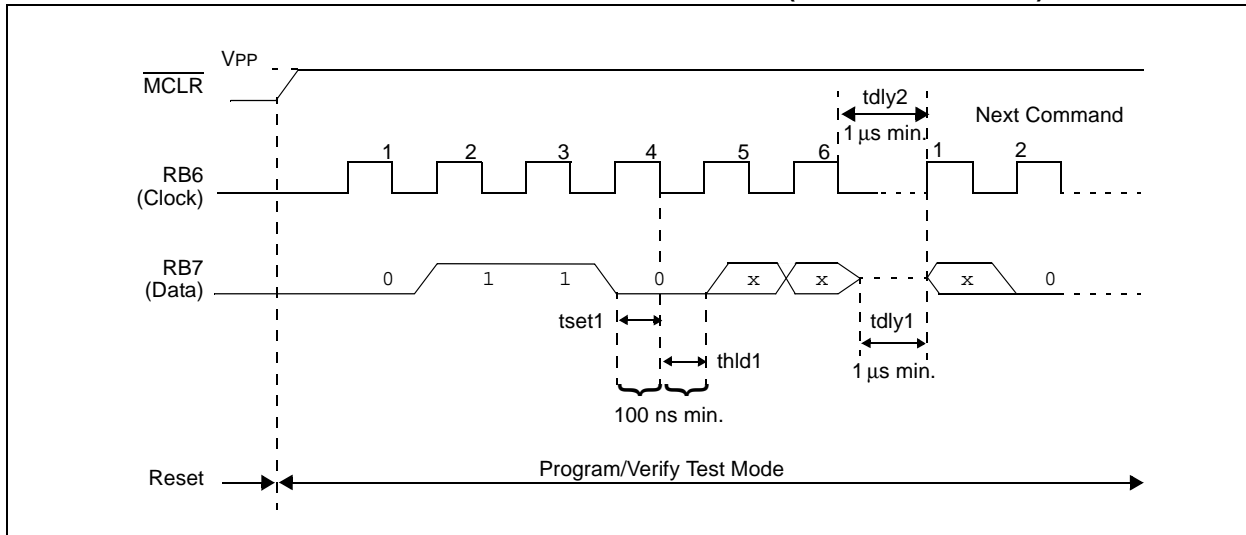 VPP
MCLR
tdly2
Next Command
1 µs min.
1 2 3 4 5 6 1 2
RB6
(Clock)
RB7
(Data)
0 1 1 0 x x x 0
tset1
tdly1
thld1
1 µs min.
100 ns min.
Reset
Program/Verify Test Mode